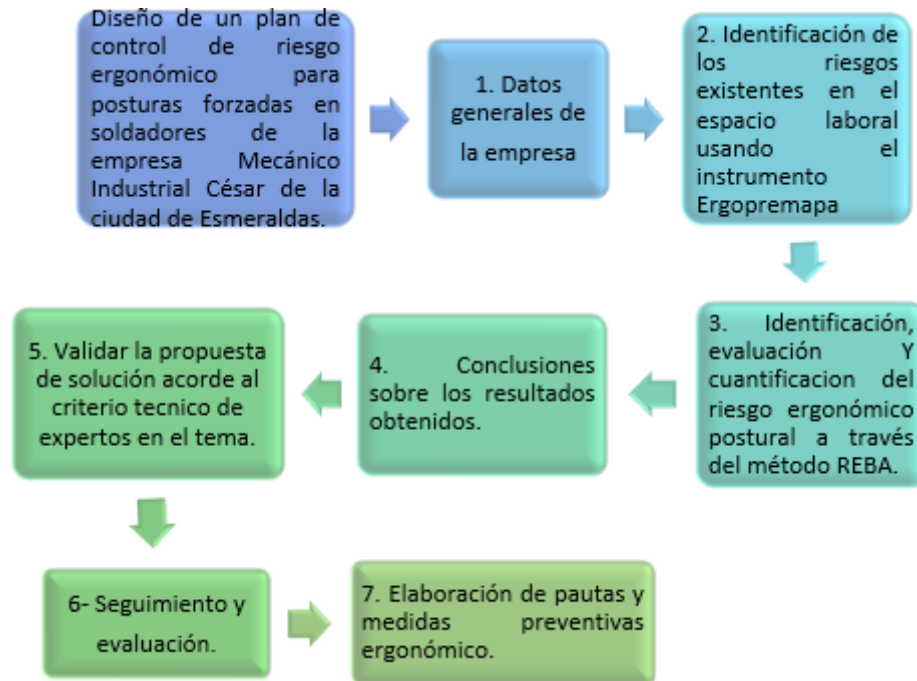 Diseño de un plan de
control de riesgo
ergonómico para
posturas forzadas en
soldadores de la
empresa Mecánico
Industrial César de la
ciudad de Esmeraldas.
1. Datos
generales de
la empresa
2. Identificación de
los riesgos
existentes en el
espacio laboral
usando el
instrumento
Ergopremapa
3. Identificación,
evaluación Y
cuantificacion del
riesgo ergonómico
postural a través
del método REBA.
4. Conclusiones
sobre los resultados
obtenidos.
5. Validar la propuesta
de solución acorde al
criterio tecnico de
expertos en el tema.
6- Seguimiento y
evaluación.
7. Elaboración de pautas y
medidas preventivas
ergonómico.